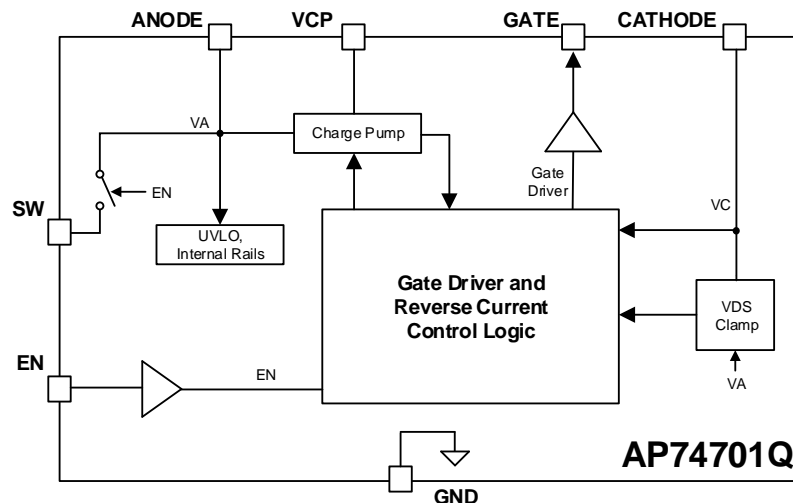 ANODE
VCP
GATE
CATHODE
VA
Charge Pump
EN
SW
Gate
Driver
VC
UVLO,
Internal Rails
Gate Driver and
Reverse Current
Control Logic
VDS
Clamp
EN
EN
VA
AP74701Q
GND